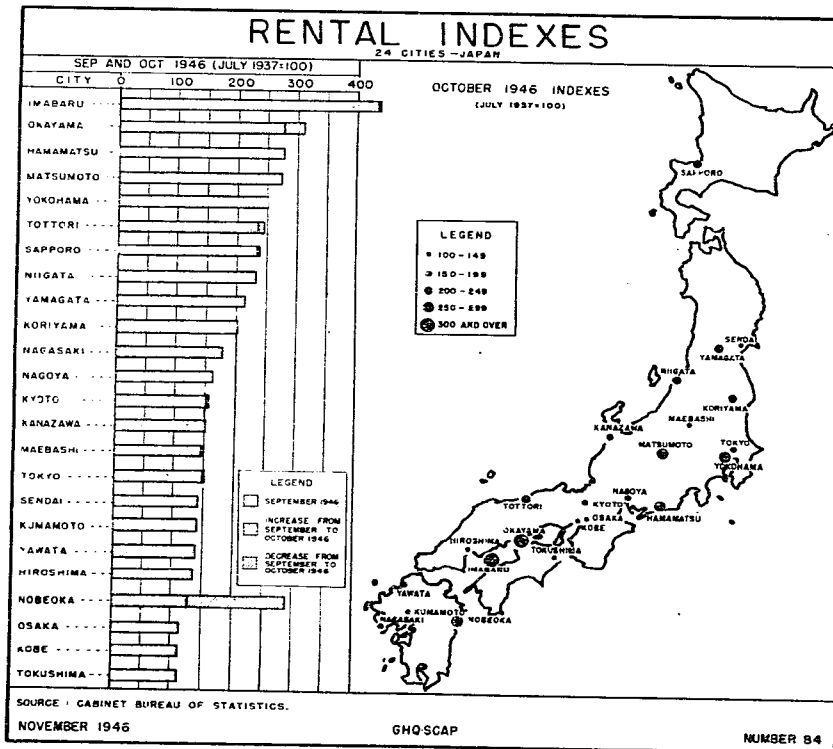 RENTAL INDEXES
24 CITIES-JAPAN
SEP AND OCT 1946 (JULY 1937=100)
CITY 0 100 200 300 400
IMABARU
OKAYAMA
HAMAMATSU
MATSUMOTO
YOKOHAMA
TOTTORI
SAPPORO
NIIGATA
YAMAGATA
KORIYAMA
NAGASAKI
NAGOYA
KYOTO
KANAZAWA
MAEBASHI
TOKYO
SENDAI
KUMAMOTO
YAWATA
HIROSHIMA
NOBEOKA
OSAKA
KOBE
TOKUSHIMA
LEGEND
SEPTEMBER 1946
INCREASE FROM
SEPTEMBER TO
OCTOBER 1946
DECREASE FROM
SEPTEMBER TO
OCTOBER 1946
OCTOBER 1946 INDEXES
(JULY 1937=100)
LEGEND
100-149
150-199
200-249
250-299
300 AND OVER
SAPPORO
SENDAI
YAMAGATA
NIIGATA
KORIYAMA
MAEBASHI
KANAZAWA
MATSUMOTO
TOKYO
YOKOHAMA
NAGOYA
TOTTORI
KYOTO
HAMAMATSU
OSAKA
KOBE
OKAYAMA
HIROSHIMA
TOKUSHIMA
IMABARU
YAWATA
KUMAMOTO
NAGASAKI
NOBEOKA
SOURCE : CABINET BUREAU OF STATISTICS.
NOVEMBER 1946
GHQ-SCAP
NUMBER 84